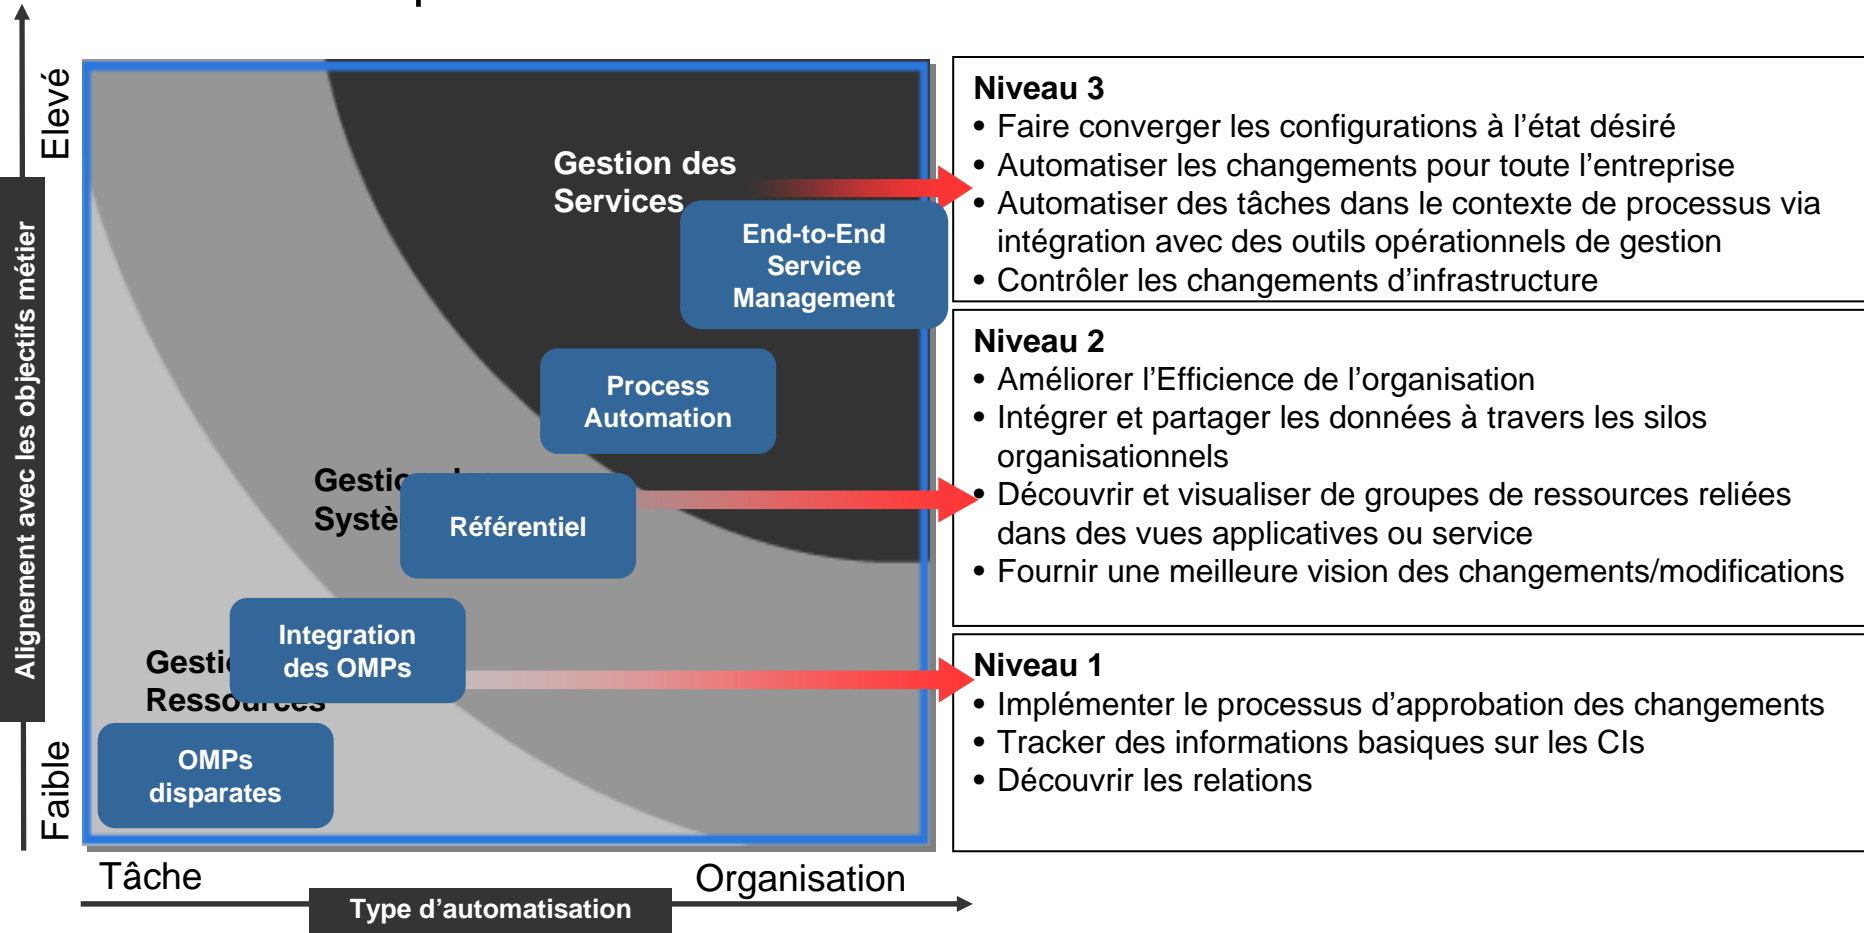 Elevé
Alignement avec les objectifs métier
Faible
Gestion des
Services
End-to-End
Service
Management
Process
Automation
Référentiel
Integration
des OMPs
Ressources
OMPs
disparates
Tâche
Organisation
Type d’automatisation
Niveau 3
• Faire converger les configurations à l’état désiré
• Automatiser les changements pour toute l’entreprise
• Automatiser des tâches dans le contexte de processus via
intégration avec des outils opérationnels de gestion
• Contrôler les changements d’infrastructure
Niveau 2
• Améliorer l’Efficience de l’organisation
• Intégrer et partager les données à travers les silos
organisationnels
• Découvrir et visualiser de groupes de ressources reliées
dans des vues applicatives ou service
• Fournir une meilleure vision des changements/modifications
Niveau 1
• Implémenter le processus d’approbation des changements
• Tracker des informations basiques sur les CIs
• Découvrir les relations